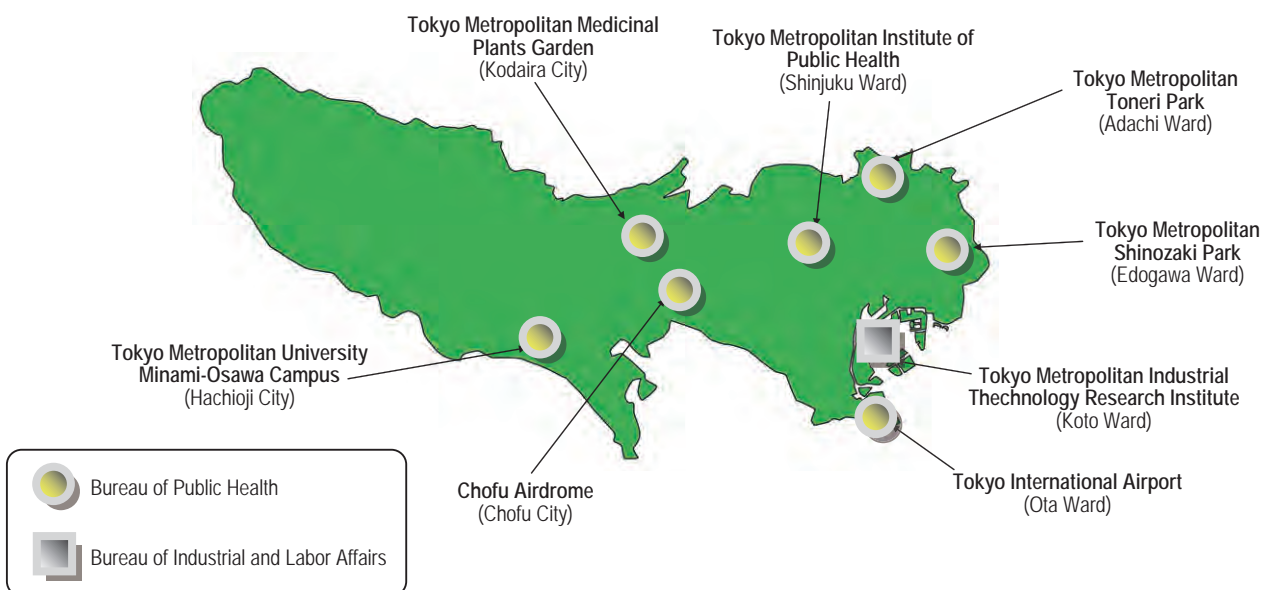 Tokyo Metropolitan Medicinal
Plants Garden
(Kodaira City)
Tokyo Metropolitan Institute of
Public Health
(Shinjuku Ward)
Tokyo Metropolitan
Toneri Park
(Adachi Ward)
Tokyo Metropolitan
Shinozaki Park
(Edogawa Ward)
Tokyo Metropolitan University
Minami-Osawa Campus
(Hachioji City)
Tokyo Metropolitan Industrial
Thechnology Research Institute
(Koto Ward)
Tokyo International Airport
(Ota Ward)
Chofu Airdrome
(Chofu City)
Bureau of Public Health
Bureau of Industrial and Labor Affairs